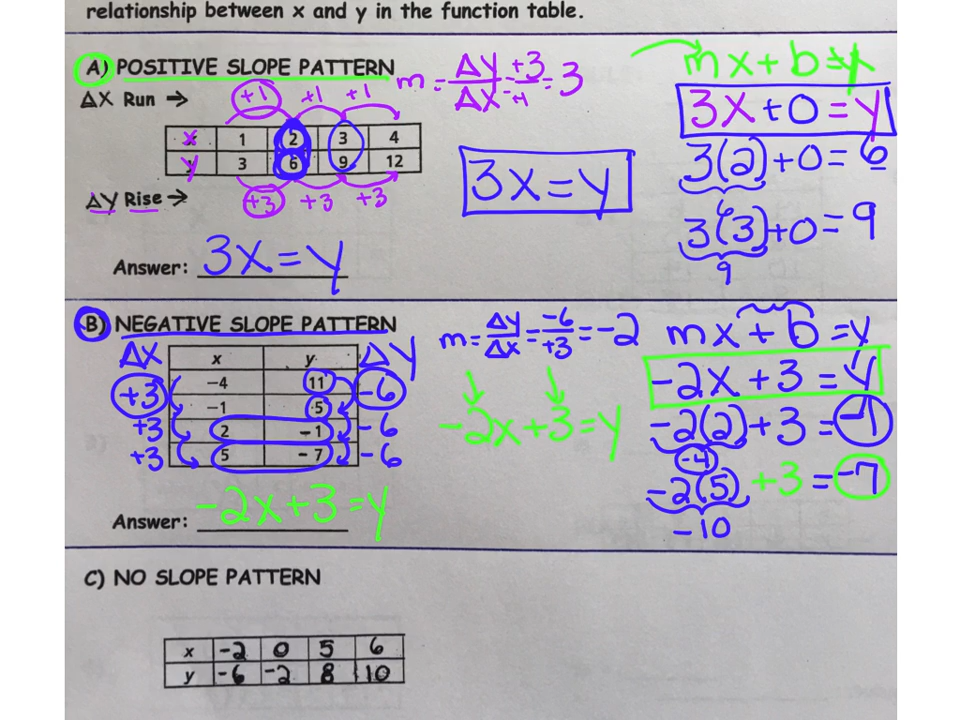 relationship between x and y in the function table.
A) POSITIVE SLOPE PATTERN
ΔX Run →
+1 +1 +1
x 1 2 3 4
y 3 6 9 12
ΔY Rise →
+3 +3 +3
Answer: 3X=Y
m = ΔY/ΔX = +3/+1 = 3
3X=Y
mx+b=y
3X+0=Y
3(2)+0=6
6
3(3)+0=9
9
B) NEGATIVE SLOPE PATTERN
ΔX x y ΔY
-4 11
+3 -6
-1 5
+3 2 -1 -6
+3 5 -7 -6
Answer: -2X+3=Y
m = Δy/Δx = -6/+3 = -2
-2x+3=y
mx+b=y
-2X+3=Y
-2(2)+3=-1
-4
-2(5)+3=-7
-10
C) NO SLOPE PATTERN
x -2 0 5 6
y -6 -2 8 10